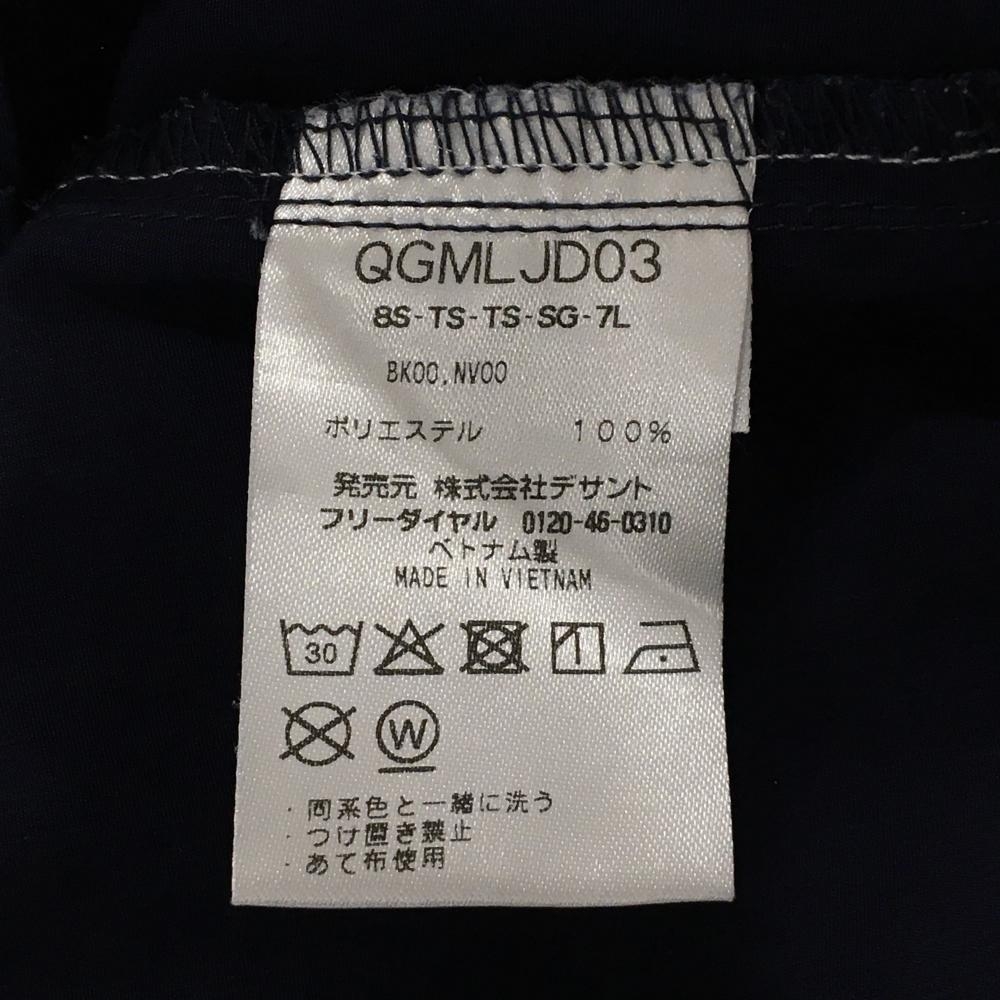 QGMLJD03
8S-TS-TS-SG-7L
BK00,NV00
ポリエステル 100%
発売元 株式会社デサント
フリーダイヤル 0120-46-0310
ベトナム製
MADE IN VIETNAM
30
W
・同系色と一緒に洗う
・つけ置き禁止
・あて布使用